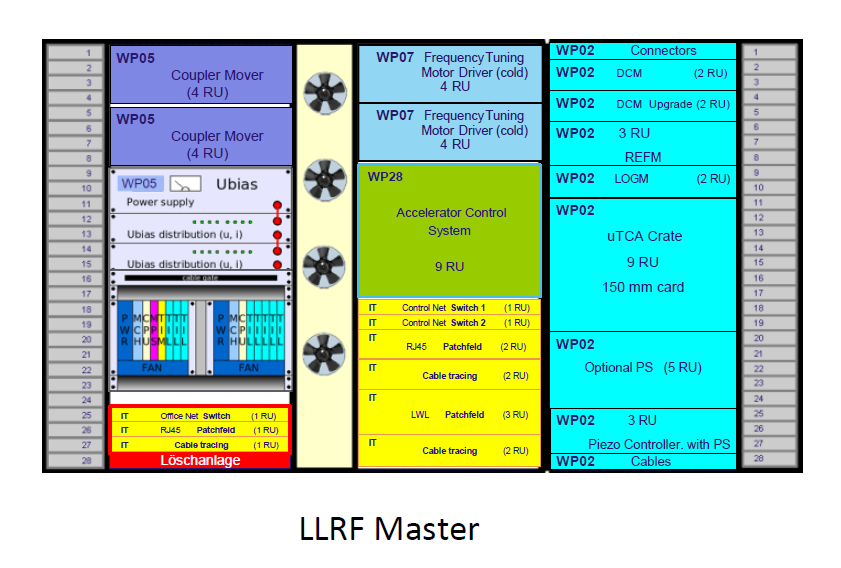 1
2
3
4
5
6
7
8
9
10
11
12
13
14
15
16
17
18
19
20
21
22
23
24
25
26
27
28
WP05
Coupler Mover
(4 RU)
WP05
Coupler Mover
(4 RU)
WP05 Ubias
Power supply
Ubias distribution (u, i)
Ubias distribution (u, i)
cable gate
P M C M T T T T
W C P P I I I I
R H U S M L L L
P M C T T T T T
W C P I I I I I
R H U L L L L L
FAN FAN
IT Office Net Switch (1 RU)
IT RJ45 Patchfeld (1 RU)
IT Cable tracing (1 RU)
Löschanlage
WP07 Frequency Tuning
Motor Driver (cold)
4 RU
WP07 Frequency Tuning
Motor Driver (cold)
4 RU
WP28
Accelerator Control
System
9 RU
IT Control Net Switch 1 (1 RU)
IT Control Net Switch 2 (1 RU)
IT
RJ45 Patchfeld (2 RU)
IT
Cable tracing (2 RU)
IT
LWL Patchfeld (3 RU)
IT
Cable tracing (2 RU)
WP02 Connectors
WP02 DCM (2 RU)
WP02 DCM Upgrade (2 RU)
WP02 3 RU
REFM
WP02 LOGM (2 RU)
WP02
uTCA Crate
9 RU
150 mm card
WP02
Optional PS (5 RU)
WP02 3 RU
Piezo Controller. with PS
WP02 Cables
1
2
3
4
5
6
7
8
9
10
11
12
13
14
15
16
17
18
19
20
21
22
23
24
25
26
27
28
LLRF Master